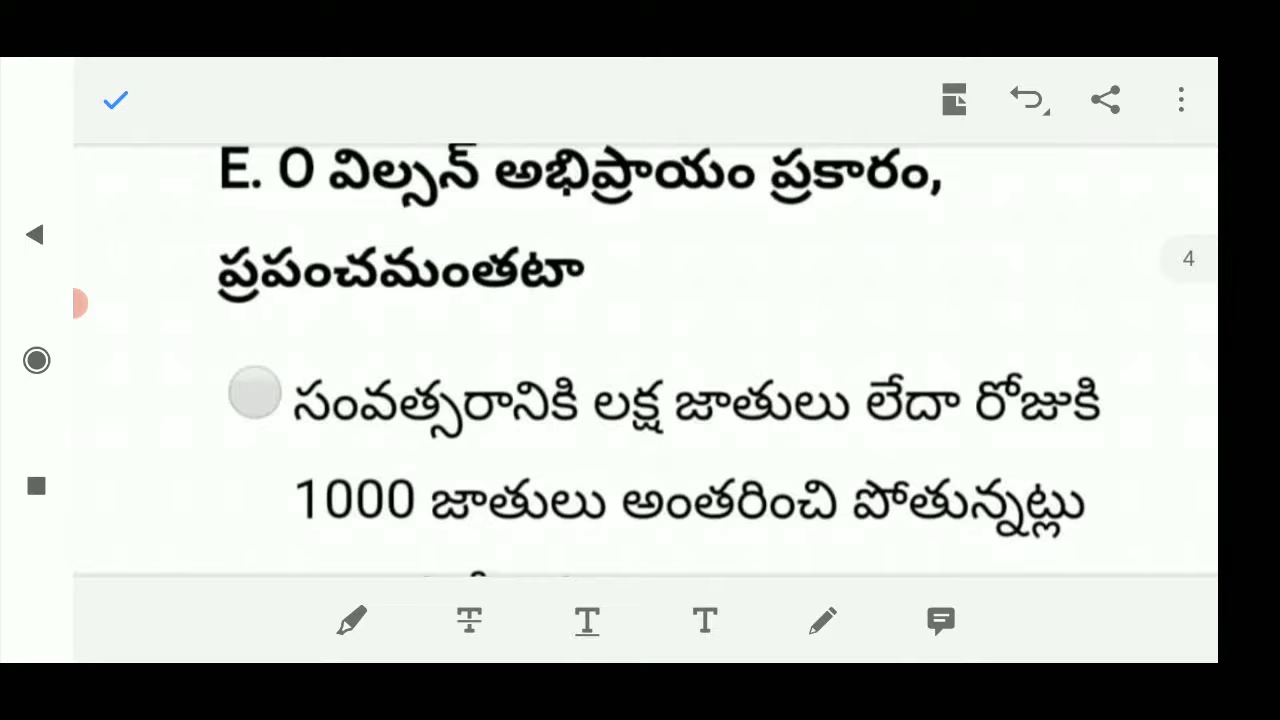 E. O విల్సన్ అభిప్రాయం ప్రకారం,
ప్రపంచమంతటా
4
సంవత్సరానికి లక్ష జాతులు లేదా రోజుకి
1000 జాతులు అంతరించి పోతున్నట్లు